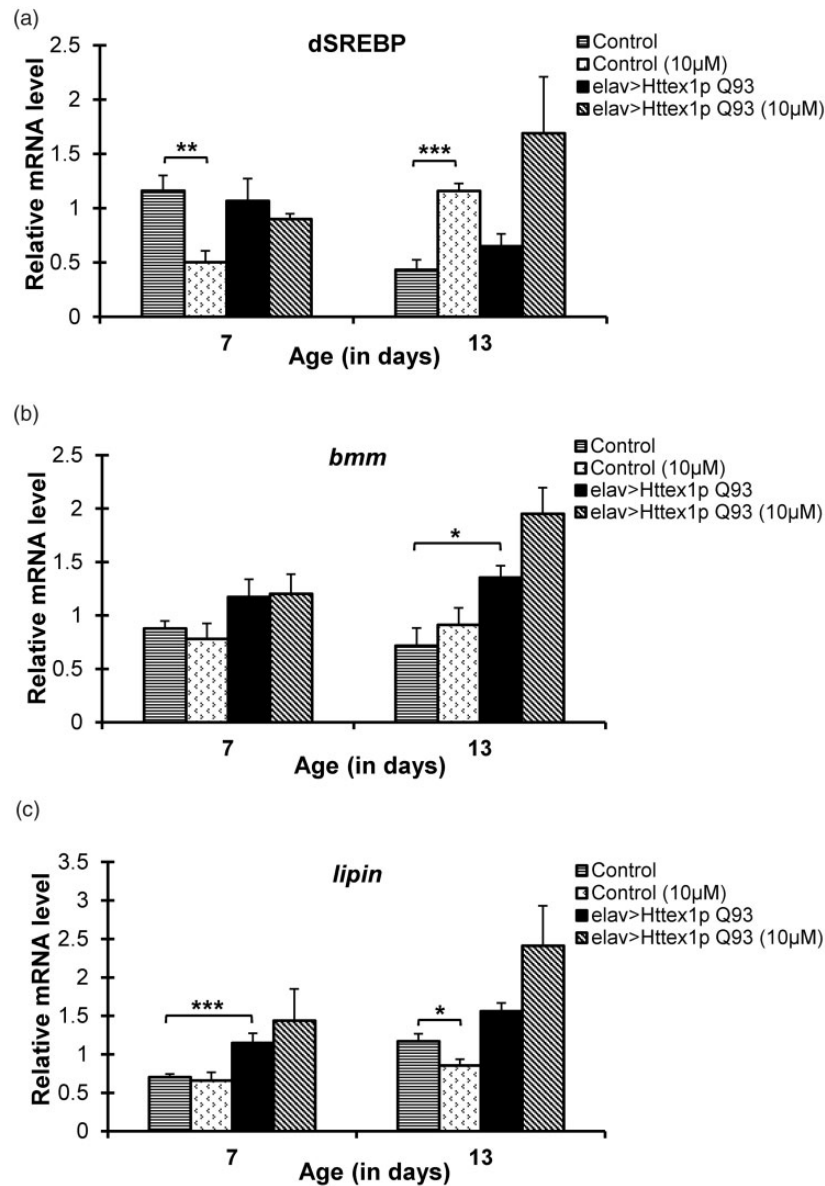 (a)
dSREBP
Relative mRNA level
2.5
2
1.5
1
0.5
0
**
***
7
13
Age (in days)
Control
Control (10µM)
elav>Httex1p Q93
elav>Httex1p Q93 (10µM)
(b)
bmm
Relative mRNA level
2.5
2
1.5
1
0.5
0
*
7
13
Age (in days)
Control
Control (10µM)
elav>Httex1p Q93
elav>Httex1p Q93 (10µM)
(c)
lipin
Relative mRNA level
3.5
3
2.5
2
1.5
1
0.5
0
***
*
7
13
Age (in days)
Control
Control (10µM)
elav>Httex1p Q93
elav>Httex1p Q93 (10µM)